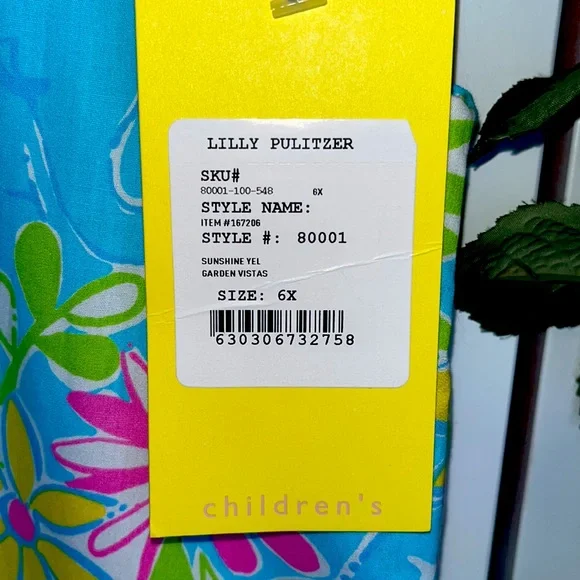 LILLY PULITZER
SKU#
80001-100-548 6X
STYLE NAME:
ITEM #167206
STYLE #: 80001
SUNSHINE YEL
GARDEN VISTAS
SIZE: 6X
630306732758
children's